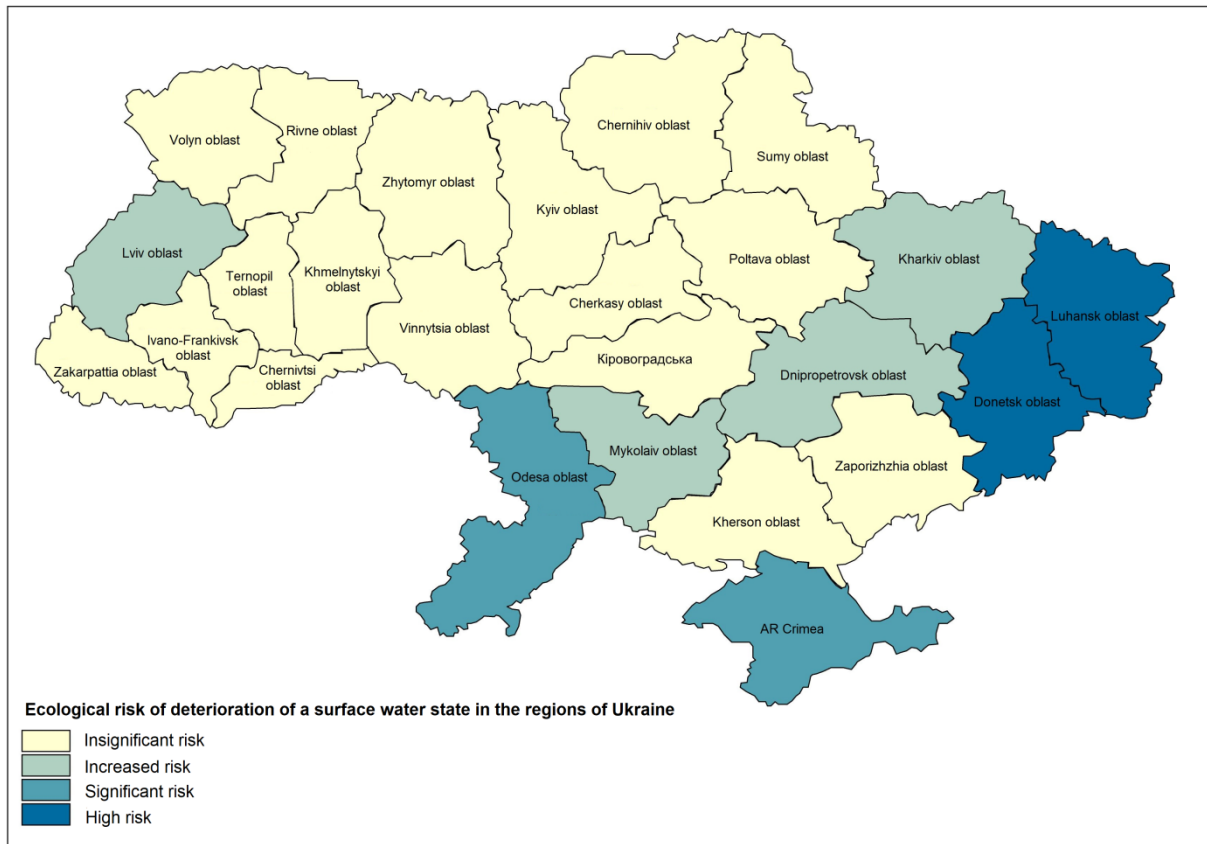 Volyn oblast
Rivne oblast
Zhytomyr oblast
Kyiv oblast
Chernihiv oblast
Sumy oblast
Lviv oblast
Ternopil
oblast
Khmelnytskyi
oblast
Vinnytsia oblast
Cherkasy oblast
Poltava oblast
Kharkiv oblast
Luhansk oblast
Zakarpattia oblast
Ivano-Frankivsk
oblast
Chernivtsi
oblast
Кіровоградська
Dnipropetrovsk oblast
Donetsk oblast
Odesa oblast
Mykolaiv oblast
Zaporizhzhia oblast
Kherson oblast
AR Crimea
Ecological risk of deterioration of a surface water state in the regions of Ukraine
Insignificant risk
Increased risk
Significant risk
High risk